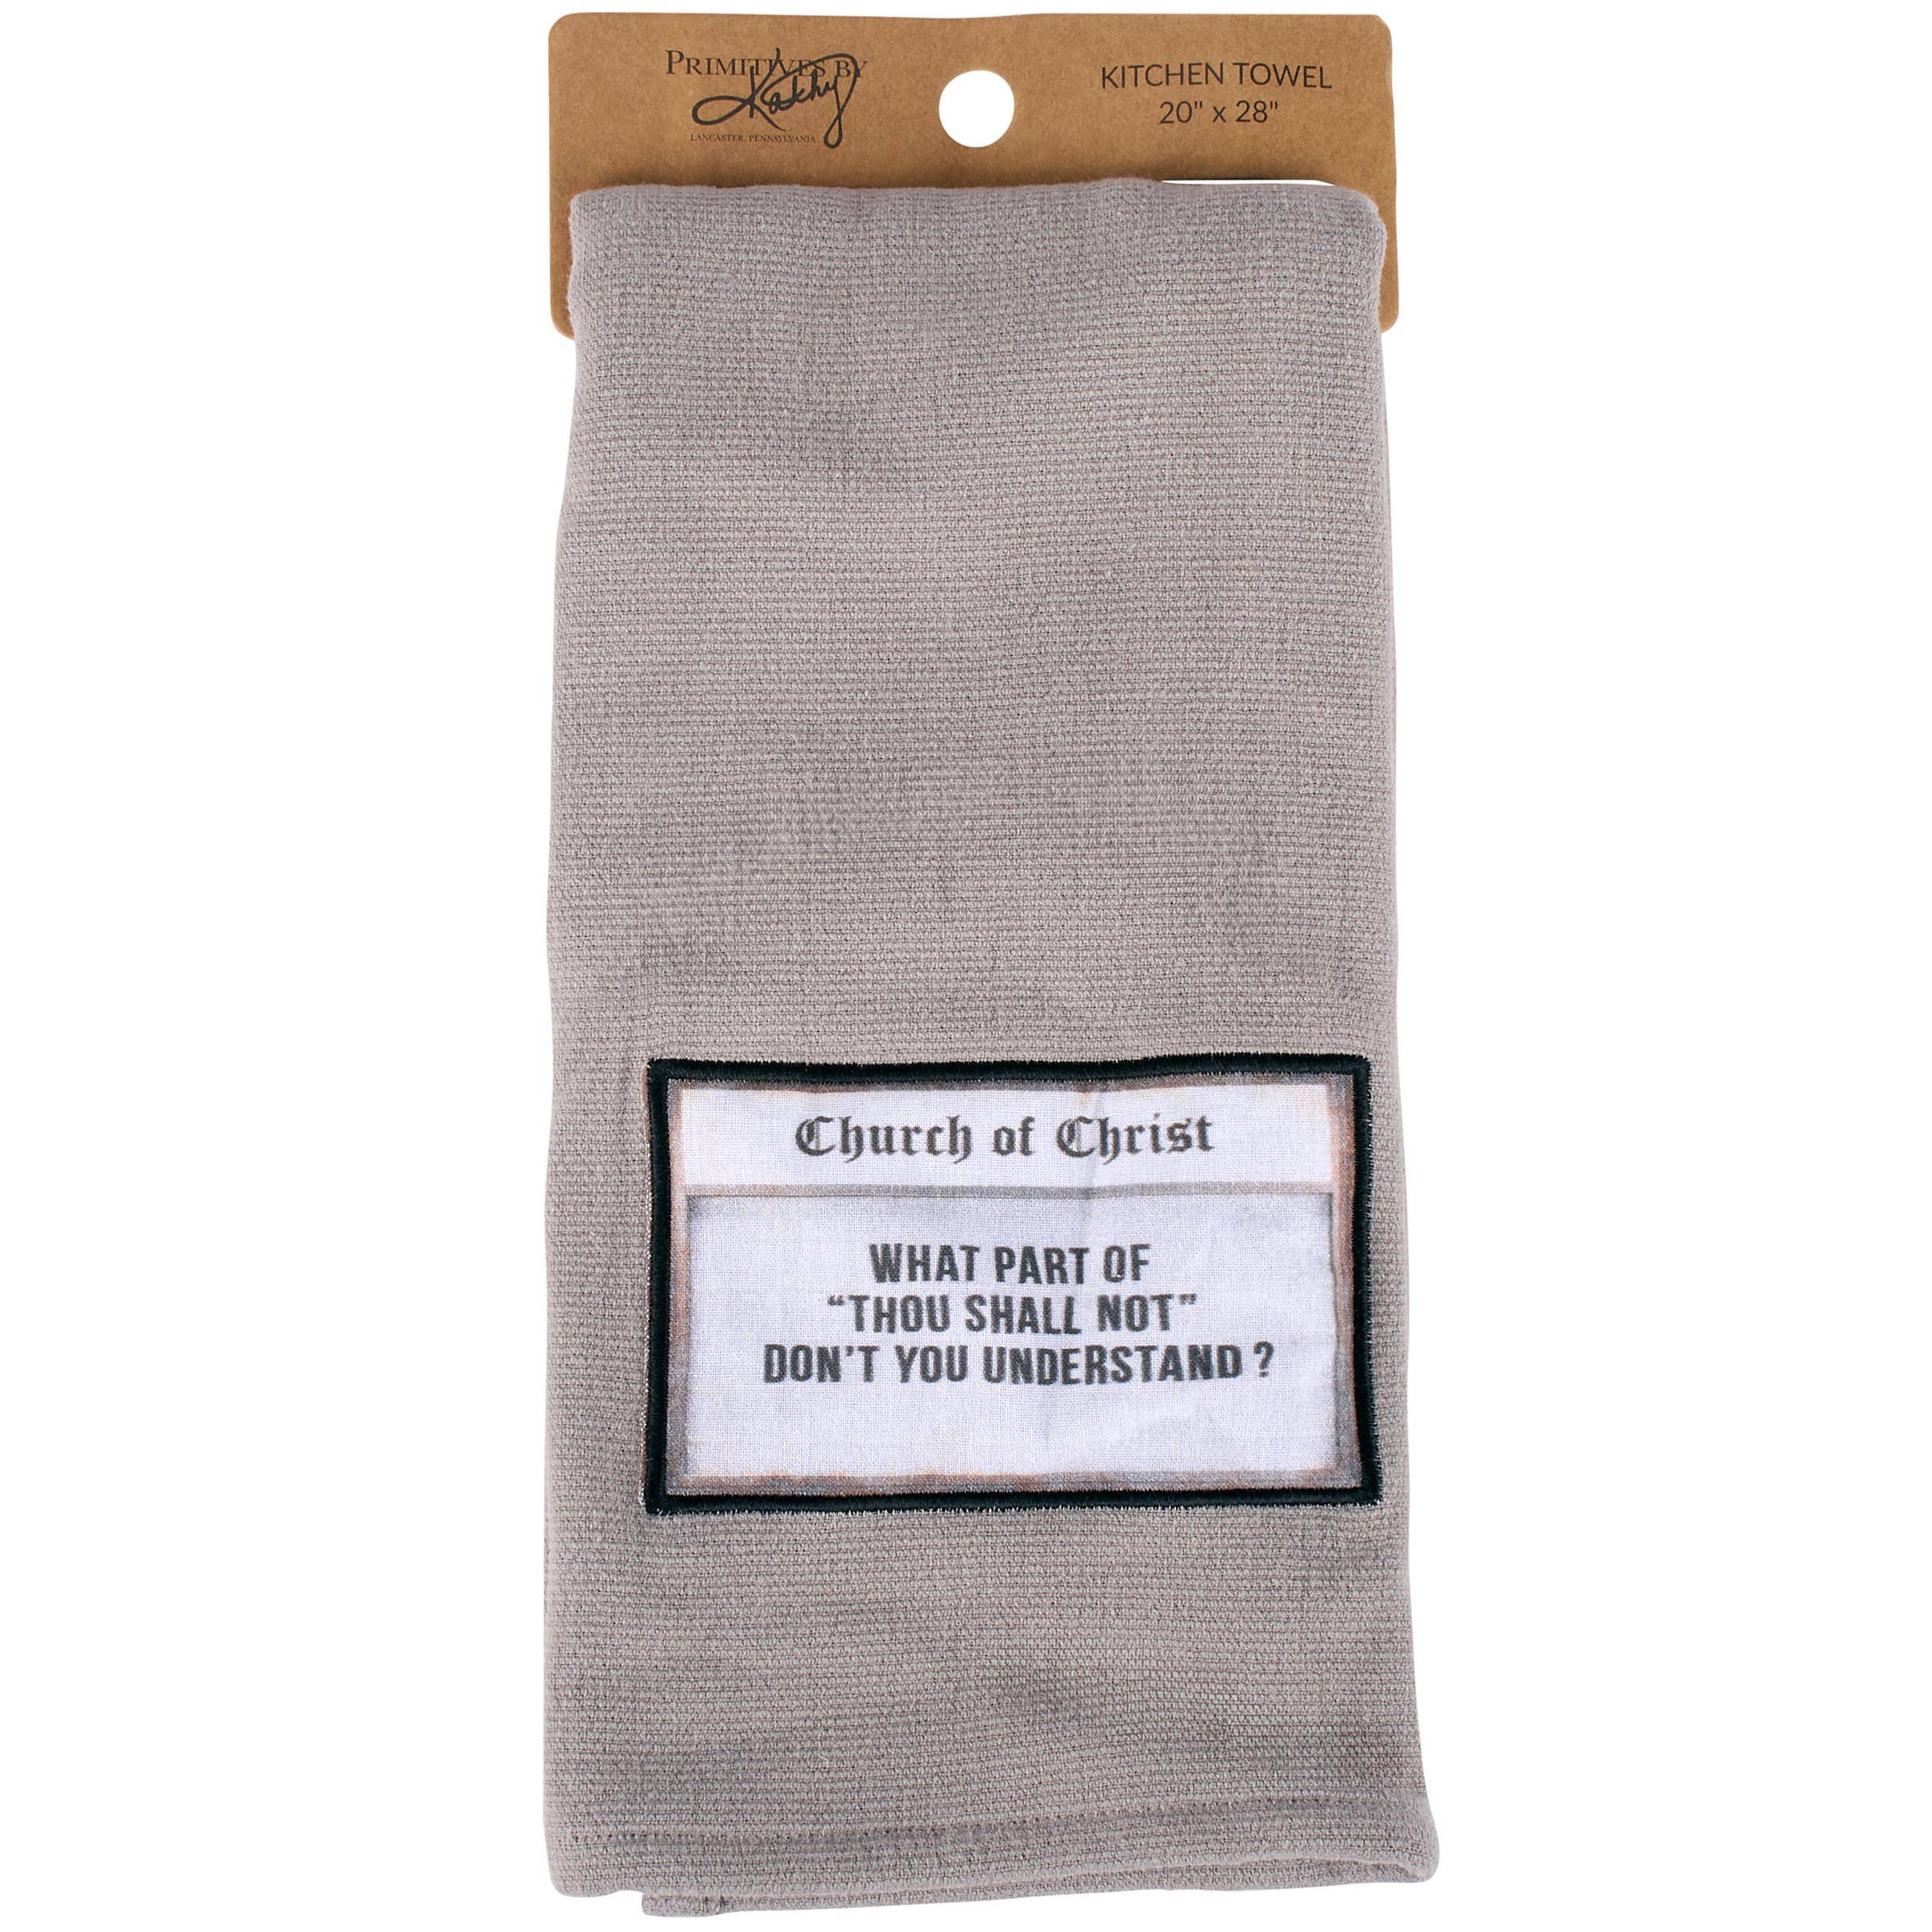 PRIMITIVES BY
Kathy
LANCASTER, PENNSYLVANIA
KITCHEN TOWEL
20" x 28"
Church of Christ
WHAT PART OF
“THOU SHALL NOT”
DON'T YOU UNDERSTAND ?